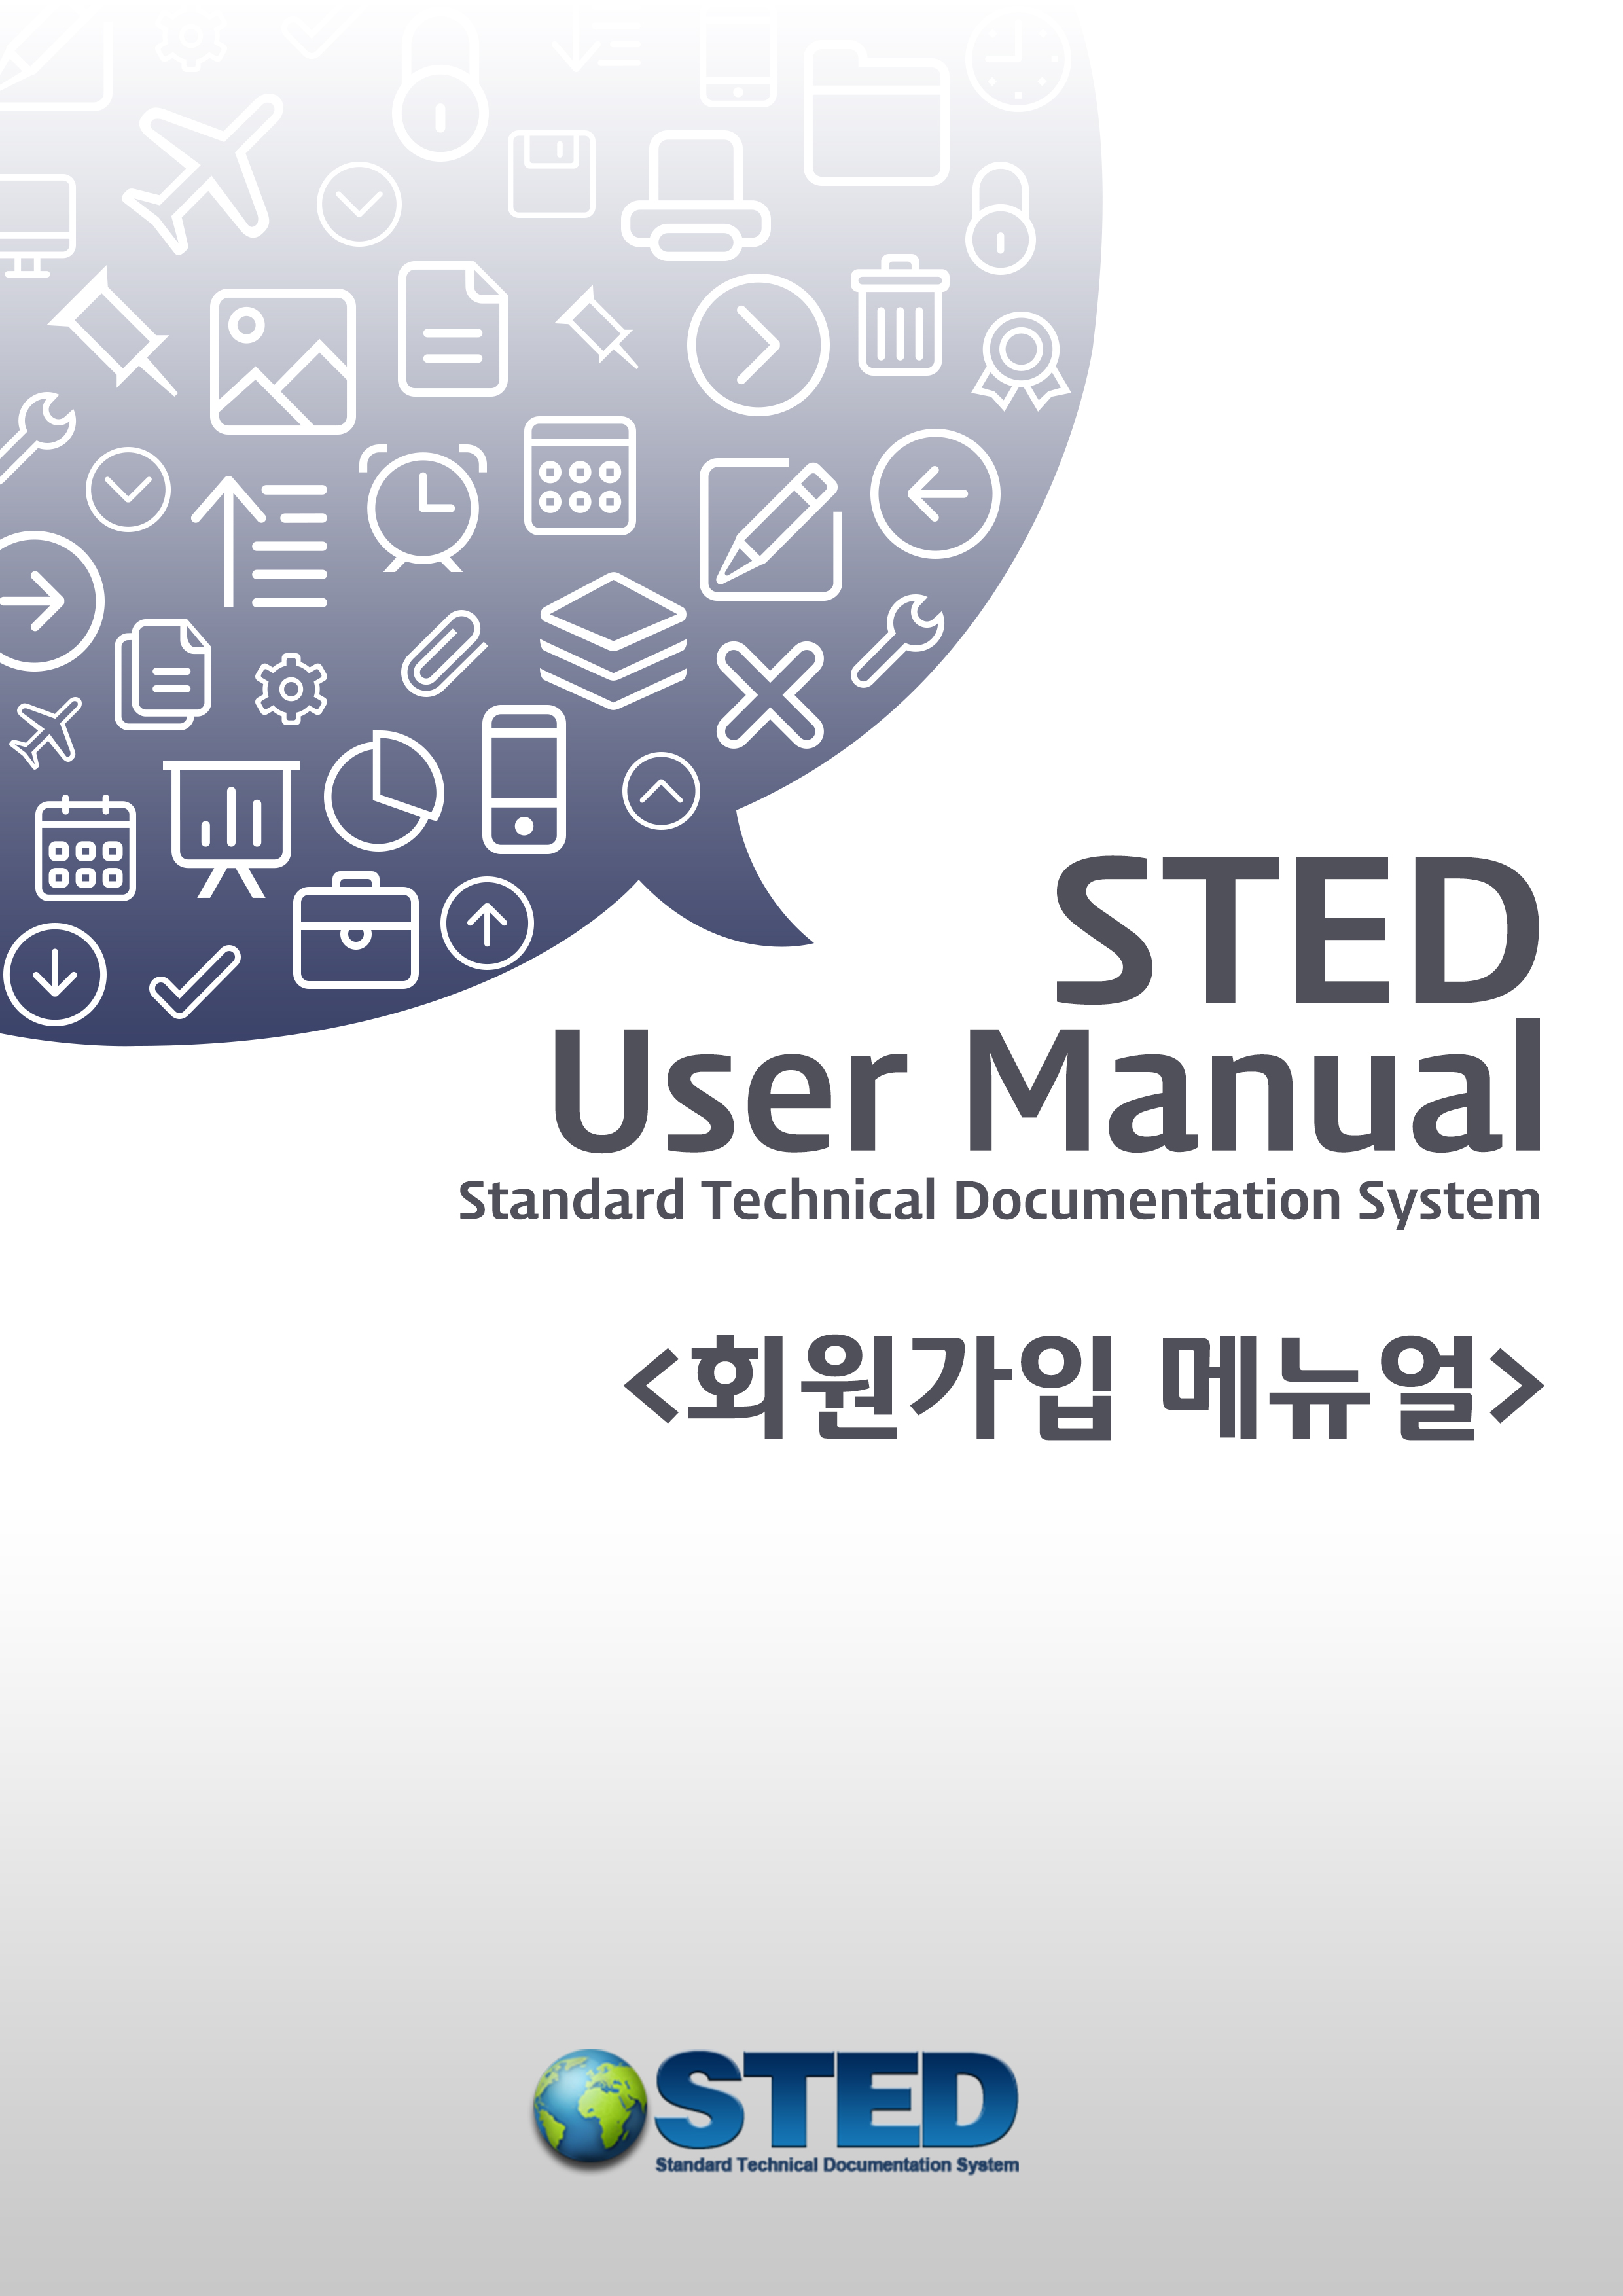 STED
User Manual
Standard Technical Documentation System
<회원가입 메뉴얼>
STED
Standard Technical Documentation System